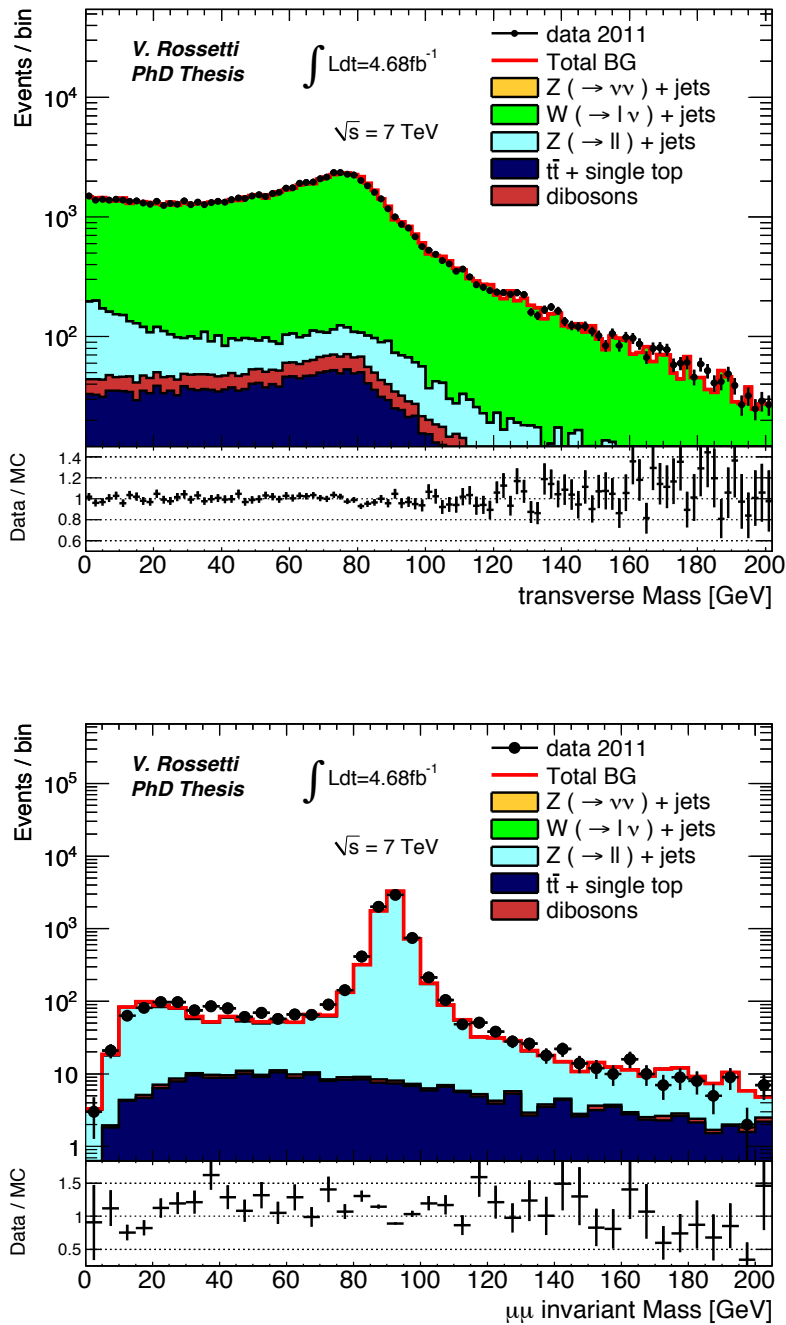 Events / bin
V. Rossetti
PhD Thesis
∫ Ldt=4.68fb⁻¹
√s = 7 TeV
data 2011
Total BG
Z ( → νν) + jets
W ( → l ν) + jets
Z ( → ll) + jets
tt̄ + single top
dibosons
10⁴
10³
10²
Data / MC
1.4
1.2
1.0
0.8
0.6
0 20 40 60 80 100 120 140 160 180 200
transverse Mass [GeV]
Events / bin
V. Rossetti
PhD Thesis
∫ Ldt=4.68fb⁻¹
√s = 7 TeV
data 2011
Total BG
Z ( → νν) + jets
W ( → l ν) + jets
Z ( → ll) + jets
tt̄ + single top
dibosons
10⁵
10⁴
10³
10²
10
1
Data / MC
1.5
1.0
0.5
0 20 40 60 80 100 120 140 160 180 200
μμ invariant Mass [GeV]